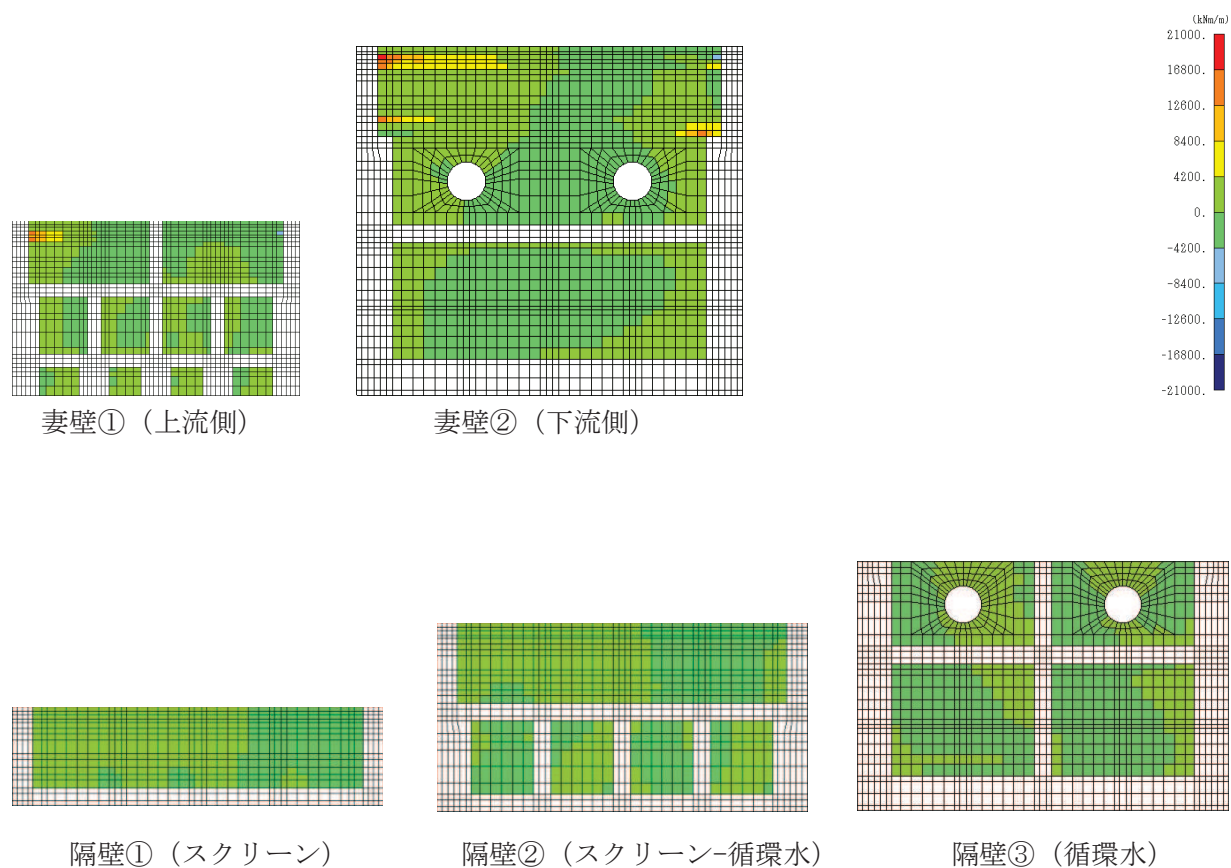 (kNm/m)
21000.
16800.
12600.
8400.
4200.
0.
-4200.
-8400.
-12600.
-16800.
-21000.
妻壁①（上流側）
妻壁②（下流側）
隔壁①（スクリーン）
隔壁②（スクリーン-循環水）
隔壁③（循環水）